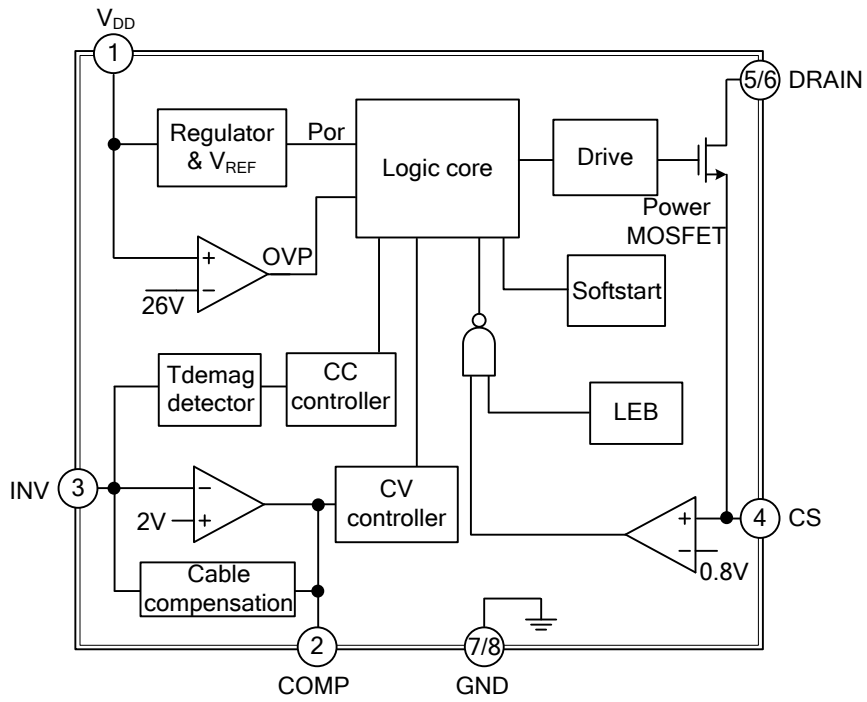 VDD
1
5/6 DRAIN
Regulator
& VREF
Por
Logic core
Drive
Power
MOSFET
+
−
OVP
26V
Softstart
Tdemag
detector
CC
controller
LEB
INV 3
−
+
2V
CV
controller
+
−
4 CS
0.8V
Cable
compensation
2
COMP
7/8
GND